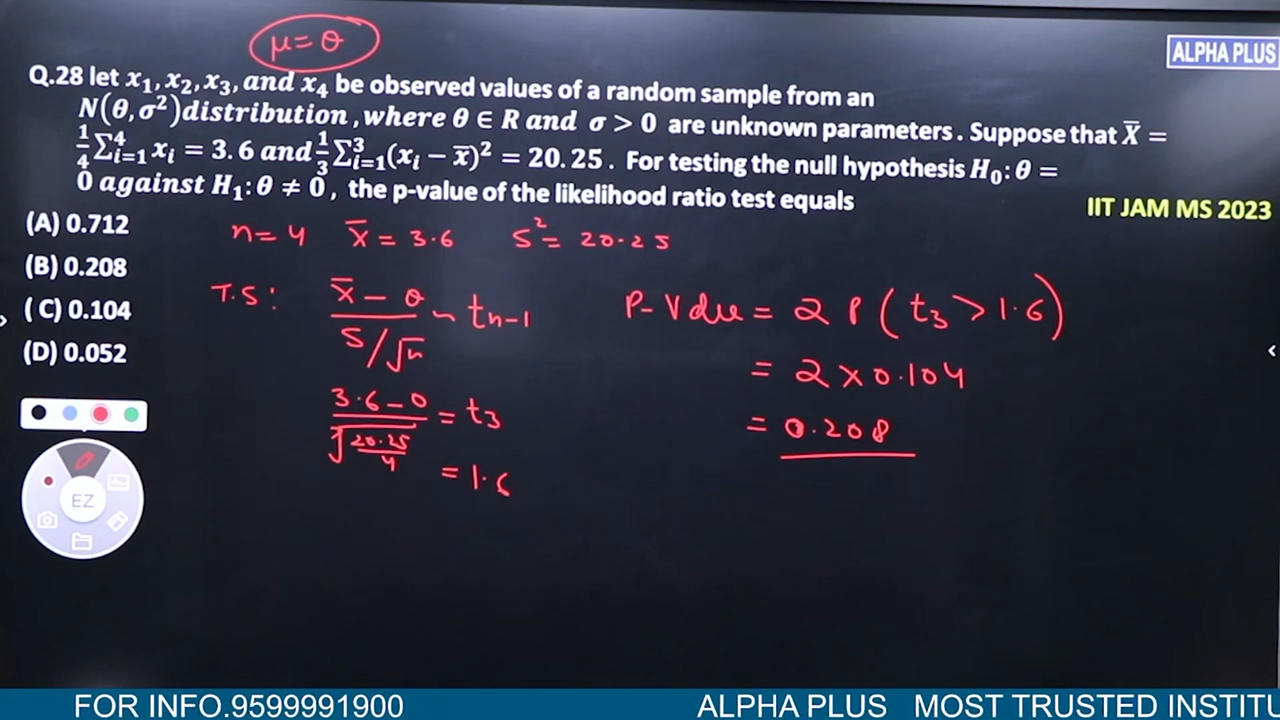 μ = θ
ALPHA PLUS
Q.28 let x₁, x₂, x₃, and x₄ be observed values of a random sample from an
N(θ, σ²) distribution , where θ ∈ R and σ > 0 are unknown parameters . Suppose that X̅ =
¼∑⁴ᵢ₌₁ xᵢ = 3.6 and ⅓∑³ᵢ₌₁(xᵢ − x̅)² = 20.25 . For testing the null hypothesis H₀: θ =
0 against H₁: θ ≠ 0 , the p-value of the likelihood ratio test equals
IIT JAM MS 2023
(A) 0.712
(B) 0.208
( C) 0.104
(D) 0.052
n = 4 x̅ = 3.6 S² = 20.25
T.S : (x̅ − θ) / (S/√n) ~ tn-1
(3.6 − 0) / √(20.25/4) = t3
= 1.6
P-Value = 2 P ( t3 > 1.6 )
= 2 × 0.104
= 0.208
EZ
FOR INFO.9599991900 ALPHA PLUS MOST TRUSTED INSTITU